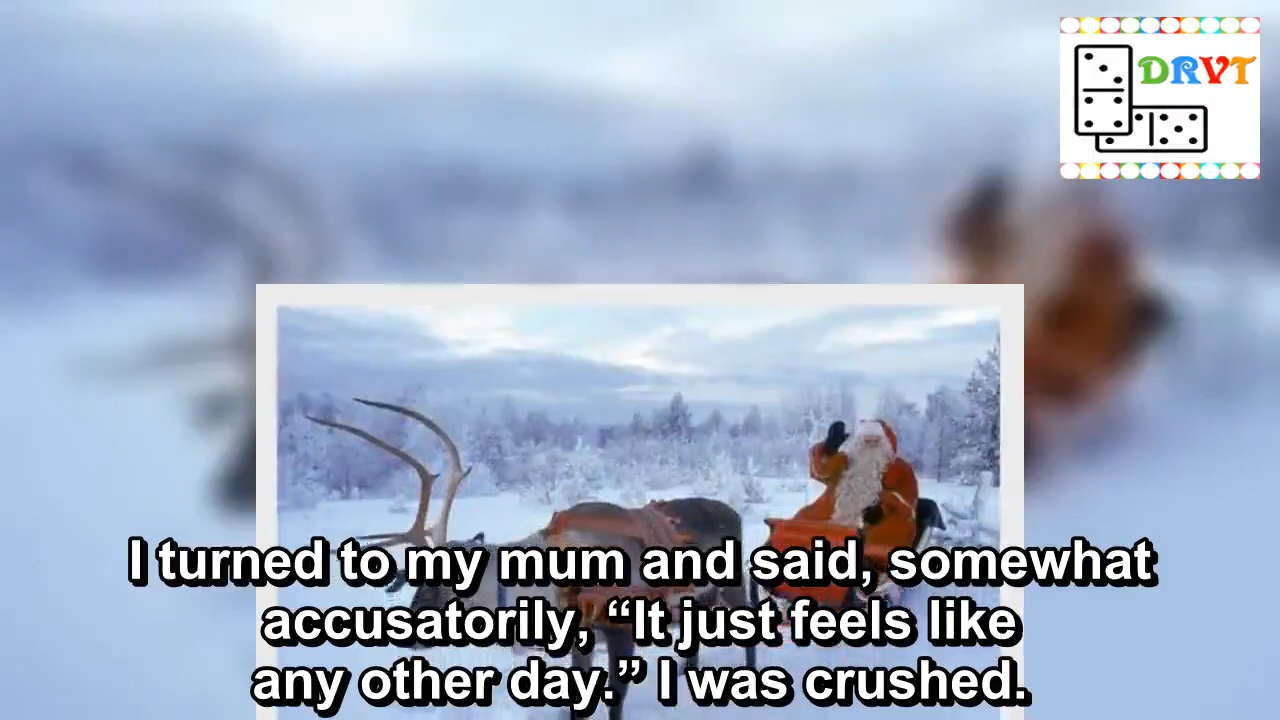 DRVT
I turned to my mum and said, somewhat
accusatorily, “It just feels like
any other day.” I was crushed.